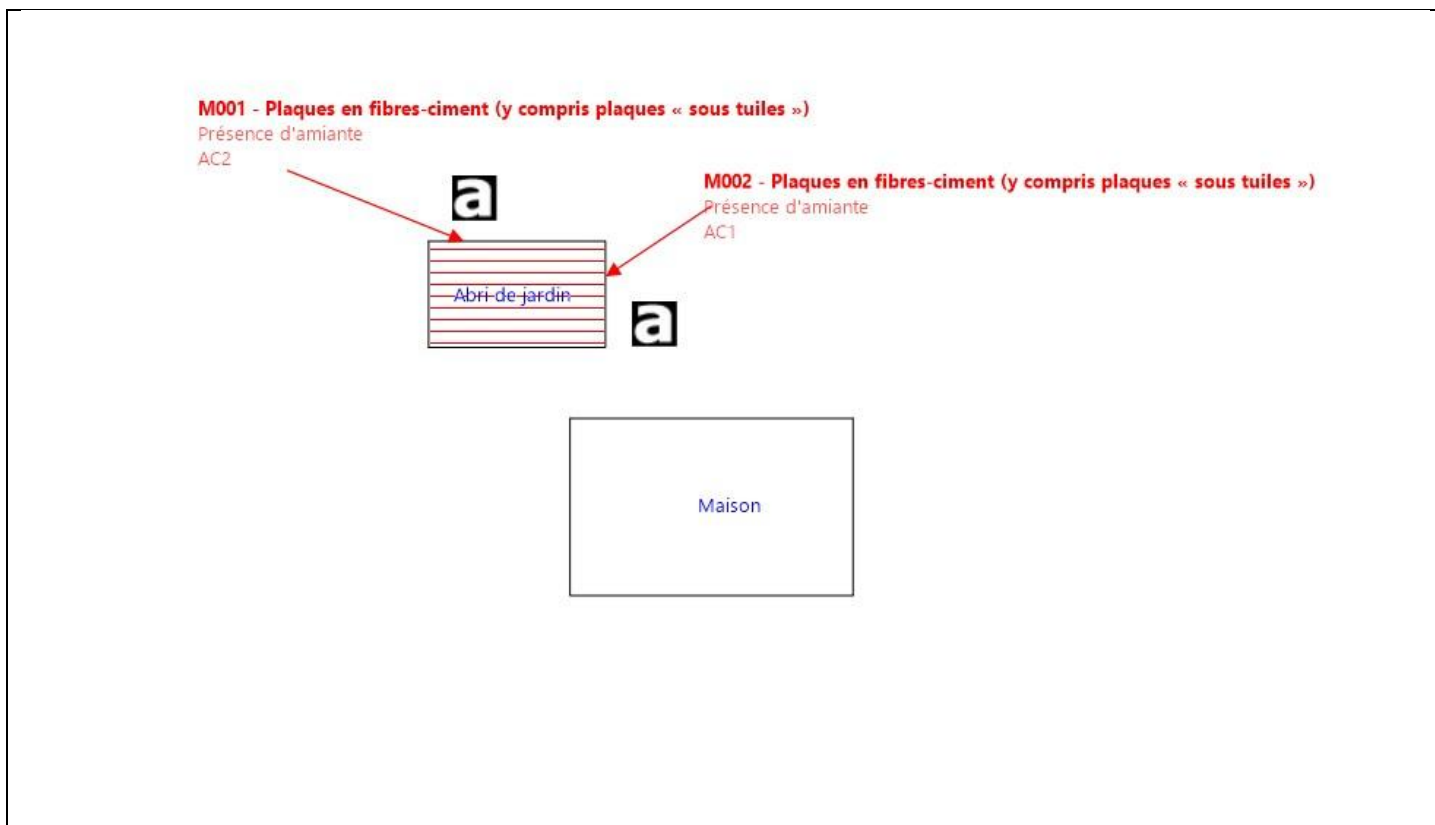 M001 - Plaques en fibres-ciment (y compris plaques « sous tuiles »)
Présence d'amiante
AC2
a
M002 - Plaques en fibres-ciment (y compris plaques « sous tuiles »)
Présence d'amiante
AC1
Abri de jardin
a
Maison